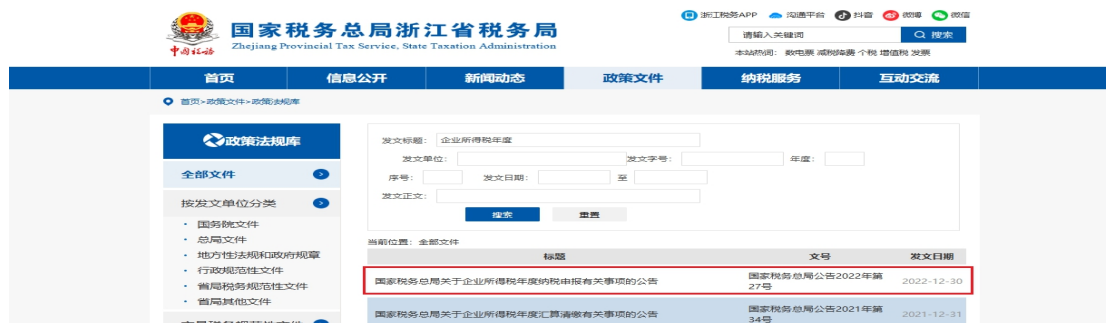 浙江税务APP 沟通平台 抖音 微博 微信
国家税务总局浙江省税务局
Zhejiang Provincial Tax Service, State Taxation Administration
中国税务
请输入关键词 搜索
本站热词： 数电票 减税降费 个税 增值税 发票
首页 信息公开 新闻动态 政策文件 纳税服务 互动交流
首页>政策文件>政策法规库
政策法规库
全部文件
按发文单位分类
· 国务院文件
· 总局文件
· 地方性法规和政府规章
· 行政规范性文件
· 省局税务规范性文件
· 省局其他文件
发文标题： 企业所得税年度
发文单位： 发文字号： 年度：
序号： 发文日期： 至
发文正文：
搜索 重置
当前位置：全部文件
标题 文号 发文日期
国家税务总局关于企业所得税年度纳税申报有关事项的公告 国家税务总局公告2022年第27号 2022-12-30
国家税务总局关于企业所得税年度汇算清缴有关事项的公告 国家税务总局公告2021年第34号 2021-12-31